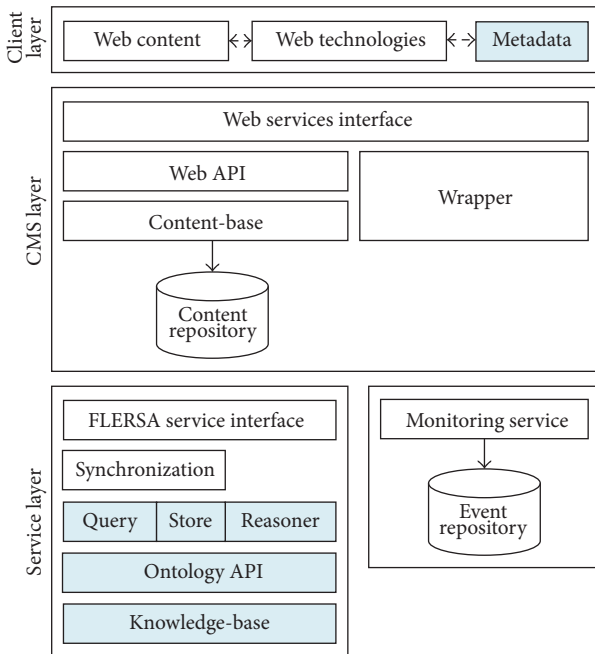 Client
layer
Web content
Web technologies
Metadata
CMS layer
Web services interface
Web API
Wrapper
Content-base
Content
repository
Service layer
FLERSA service interface
Synchronization
Query
Store
Reasoner
Ontology API
Knowledge-base
Monitoring service
Event
repository